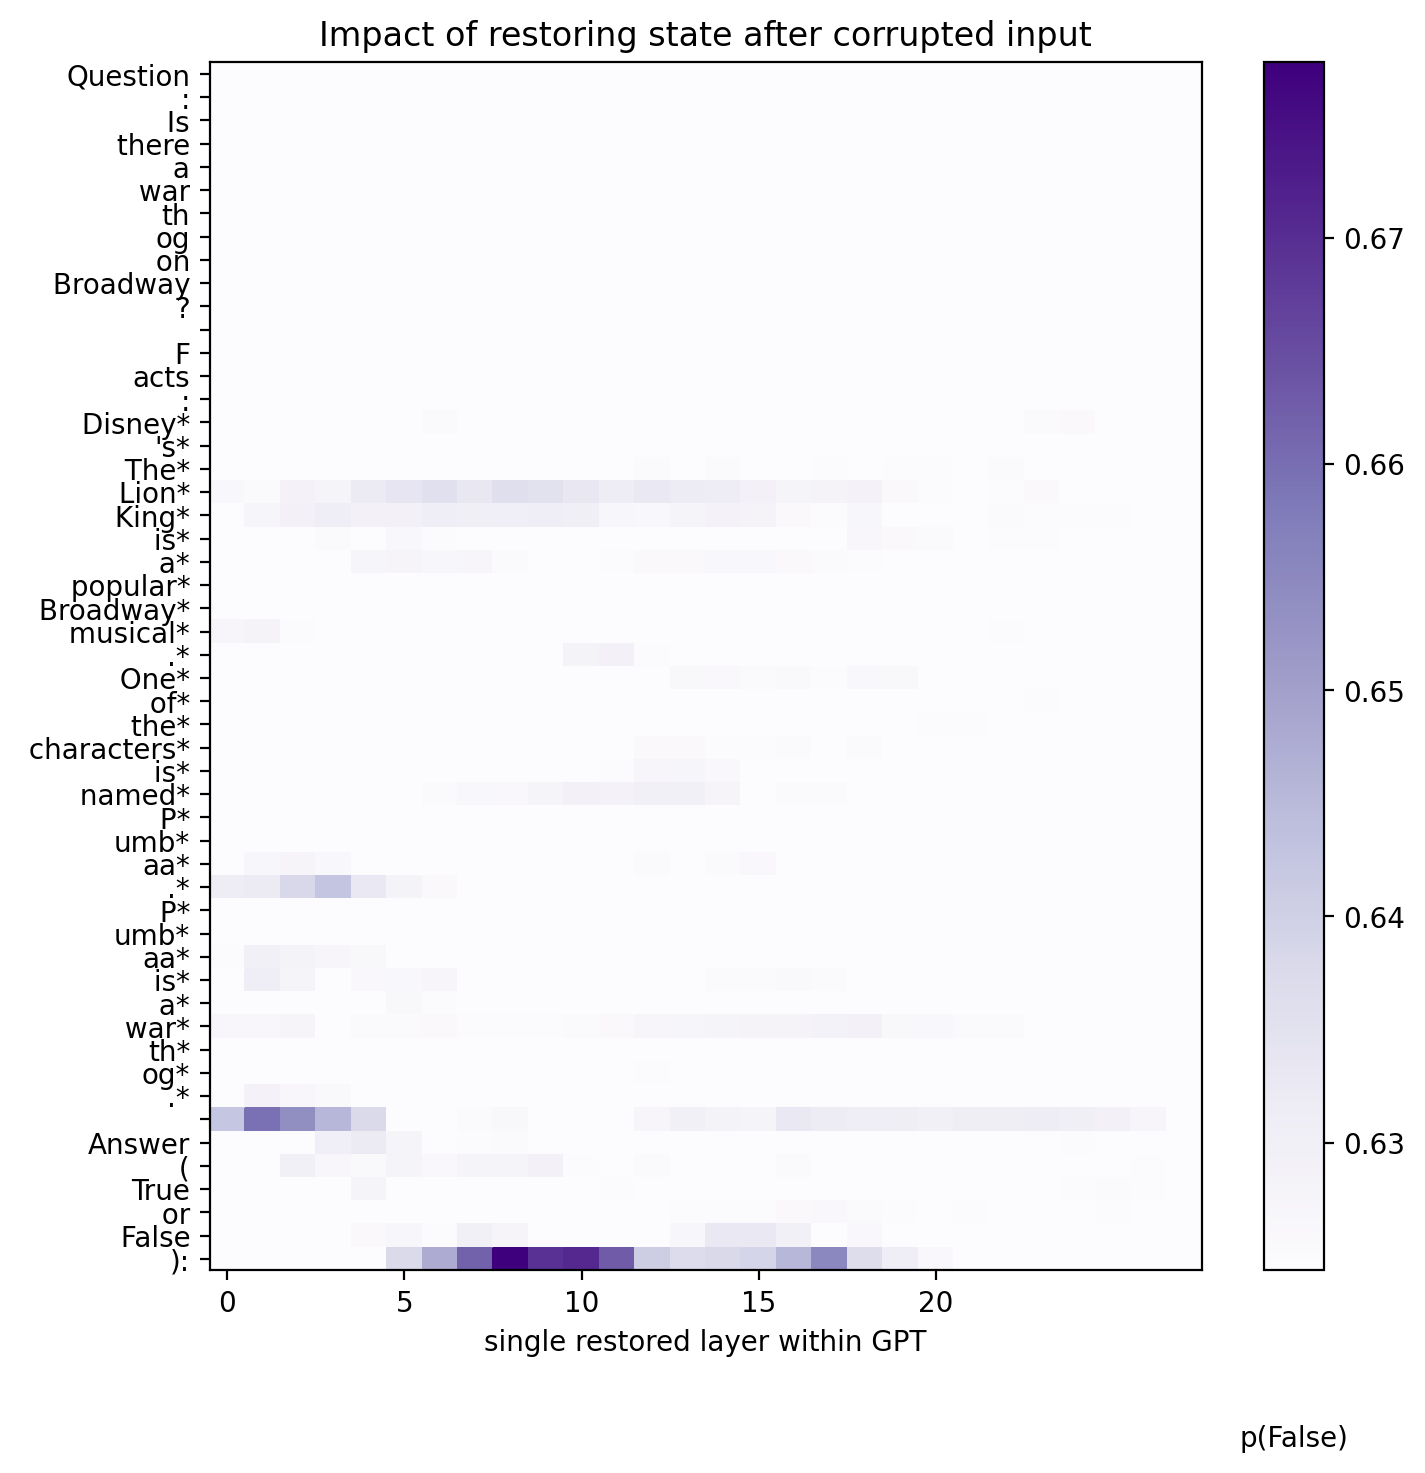 Impact of restoring state after corrupted input
Question
:
Is
there
a
war
th
og
on
Broadway
?
F
acts
:
Disney*
's*
The*
Lion*
King*
is*
a*
popular*
Broadway*
musical*
.*
One*
of*
the*
characters*
is*
named*
P*
umb*
aa*
.*
P*
umb*
aa*
is*
a*
war*
th*
og*
.*
Answer
(
True
or
False
):
0 5 10 15 20
single restored layer within GPT
0.67
0.66
0.65
0.64
0.63
p(False)